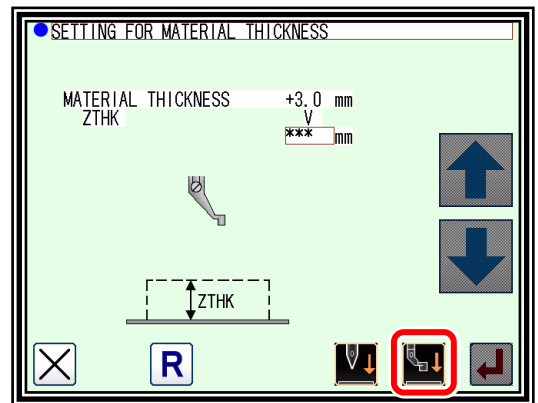 SETTING FOR MATERIAL THICKNESS
MATERIAL THICKNESS +3.0 mm
ZTHK V
*** mm
ZTHK
R